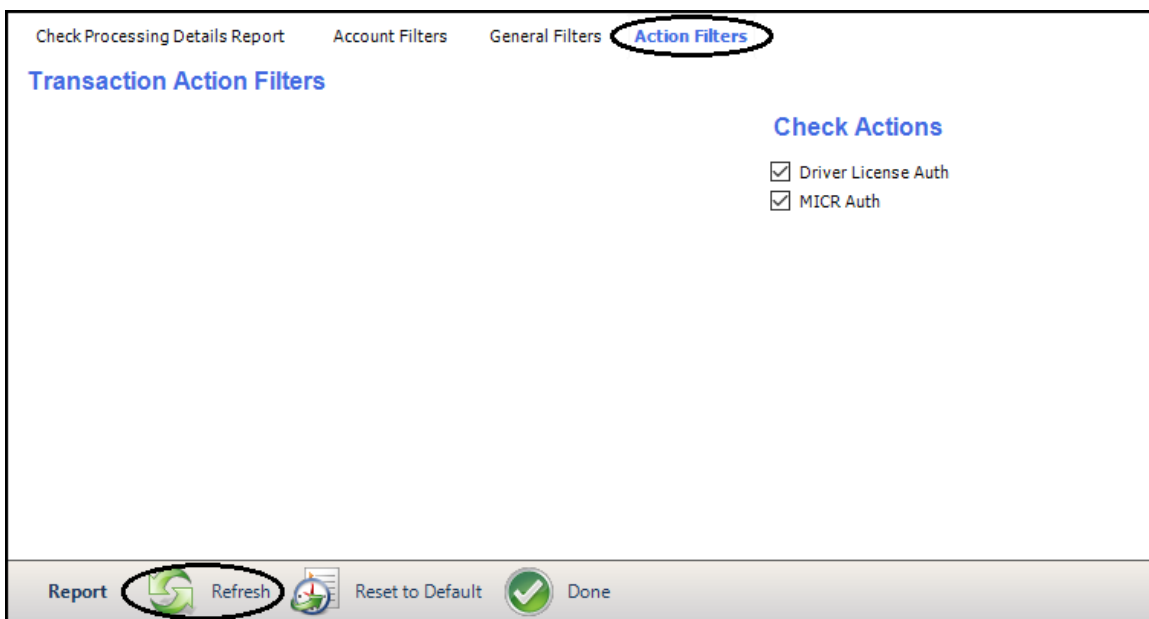 Check Processing Details Report Account Filters General Filters Action Filters
Transaction Action Filters
Check Actions
Driver License Auth
MICR Auth
Report Refresh Reset to Default Done